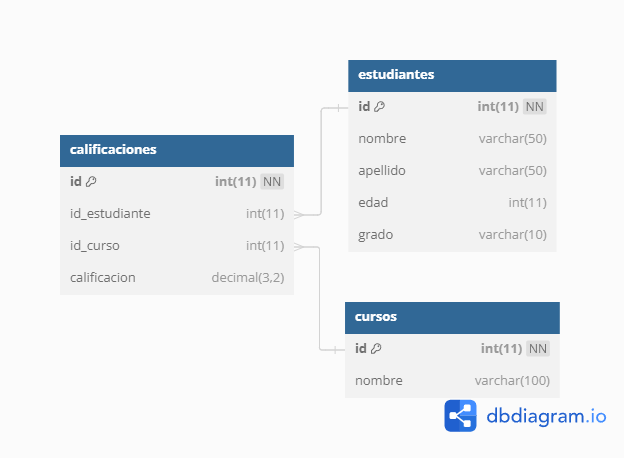 calificaciones
id int(11) NN
id_estudiante int(11)
id_curso int(11)
calificacion decimal(3,2)
estudiantes
id int(11) NN
nombre varchar(50)
apellido varchar(50)
edad int(11)
grado varchar(10)
cursos
id int(11) NN
nombre varchar(100)
dbdiagram.io